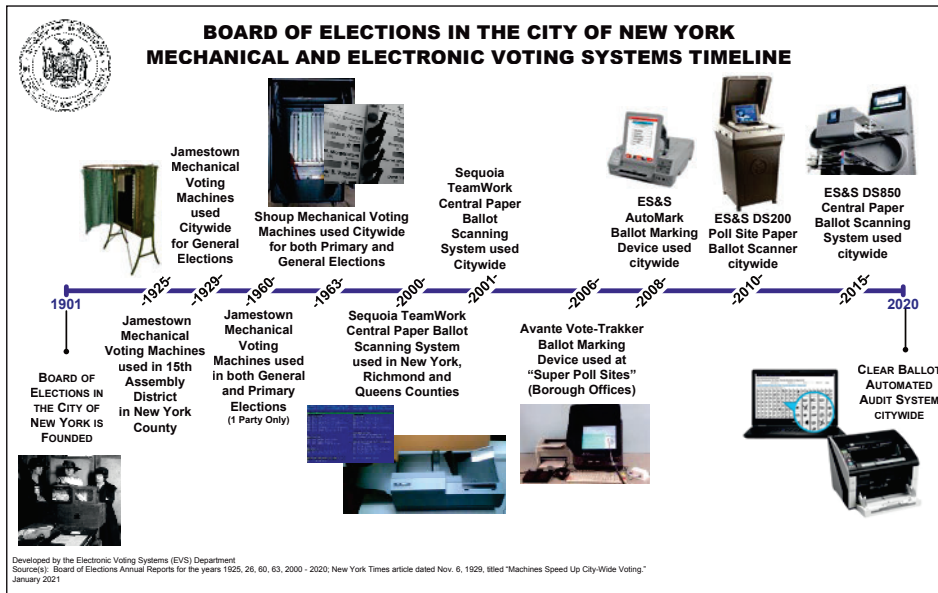 BOARD OF ELECTIONS IN THE CITY OF NEW YORK
MECHANICAL AND ELECTRONIC VOTING SYSTEMS TIMELINE
Jamestown
Mechanical
Voting
Machines
used
Citywide
for General
Elections
Shoup Mechanical Voting
Machines used Citywide
for both Primary and
General Elections
Sequoia
TeamWork
Central Paper
Ballot
Scanning
System used
Citywide
ES&S
AutoMark
Ballot Marking
Device used
citywide
ES&S DS200
Poll Site Paper
Ballot Scanner
citywide
ES&S DS850
Central Paper
Ballot Scanning
System used
citywide
1901
-1925-
-1929-
-1960-
-1963-
-2000-
-2001-
-2006-
-2008-
-2010-
-2015-
2020
BOARD OF
ELECTIONS IN
THE CITY OF
NEW YORK IS
FOUNDED
Jamestown
Mechanical
Voting Machines
used in 15th
Assembly
District
in New York
County
Jamestown
Mechanical
Voting
Machines used
in both General
and Primary
Elections
(1 Party Only)
Sequoia TeamWork
Central Paper Ballot
Scanning System
used in New York,
Richmond and
Queens Counties
Avante Vote-Trakker
Ballot Marking
Device used at
“Super Poll Sites”
(Borough Offices)
CLEAR BALLOT
AUTOMATED
AUDIT SYSTEM
CITYWIDE
Developed by the Electronic Voting Systems (EVS) Department
Source(s): Board of Elections Annual Reports for the years 1925, 26, 60, 63, 2000 - 2020; New York Times article dated Nov. 6, 1929, titled “Machines Speed Up City-Wide Voting.”
January 2021